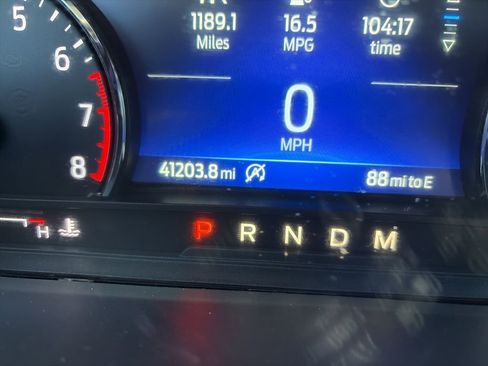 5
6
7
8
1189.1 16.5 104:17
Miles MPG time
0
MPH
41203.8 mi 88 mi to E
H P R N D M